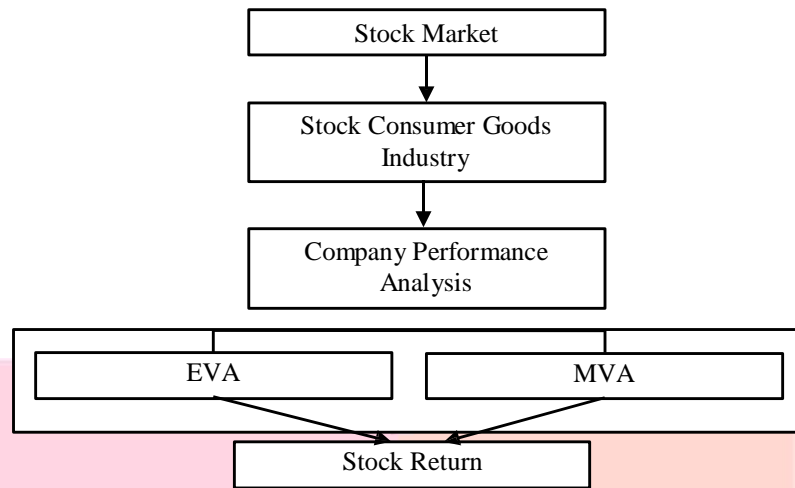 Stock Market
Stock Consumer Goods
Industry
Company Performance
Analysis
EVA
MVA
Stock Return